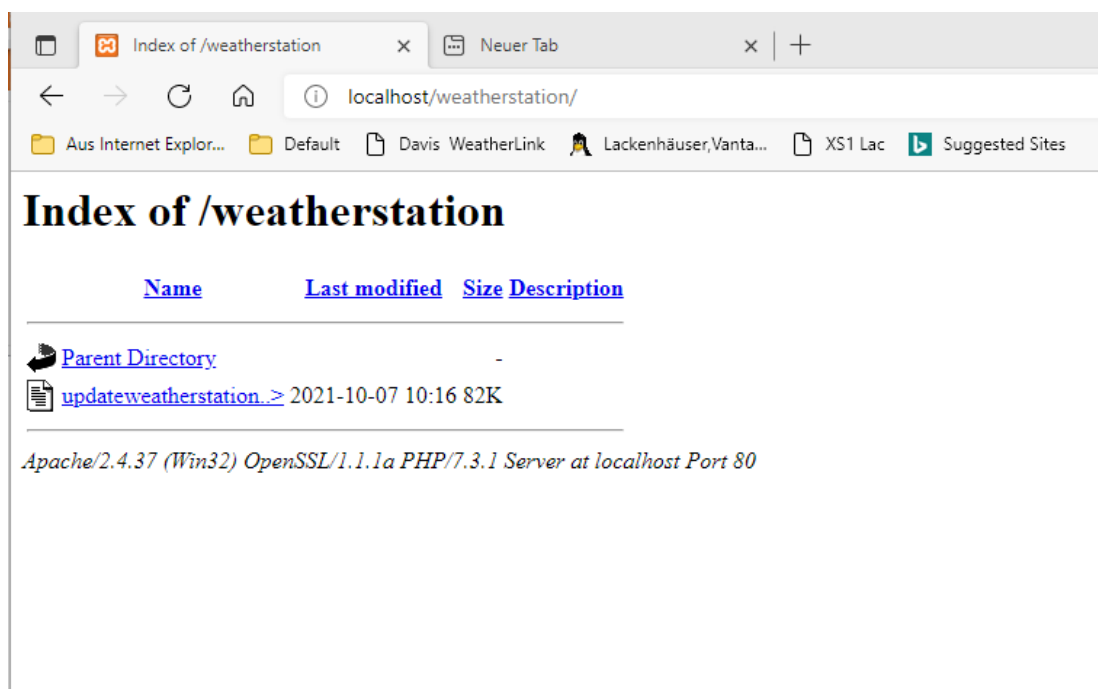 Index of /weatherstation
Neuer Tab
localhost/weatherstation/
Aus Internet Explor... Default Davis WeatherLink Lackenhäuser,Vanta... XS1 Lac Suggested Sites
Index of /weatherstation
Name Last modified Size Description
Parent Directory -
updateweatherstation..> 2021-10-07 10:16 82K
Apache/2.4.37 (Win32) OpenSSL/1.1.1a PHP/7.3.1 Server at localhost Port 80